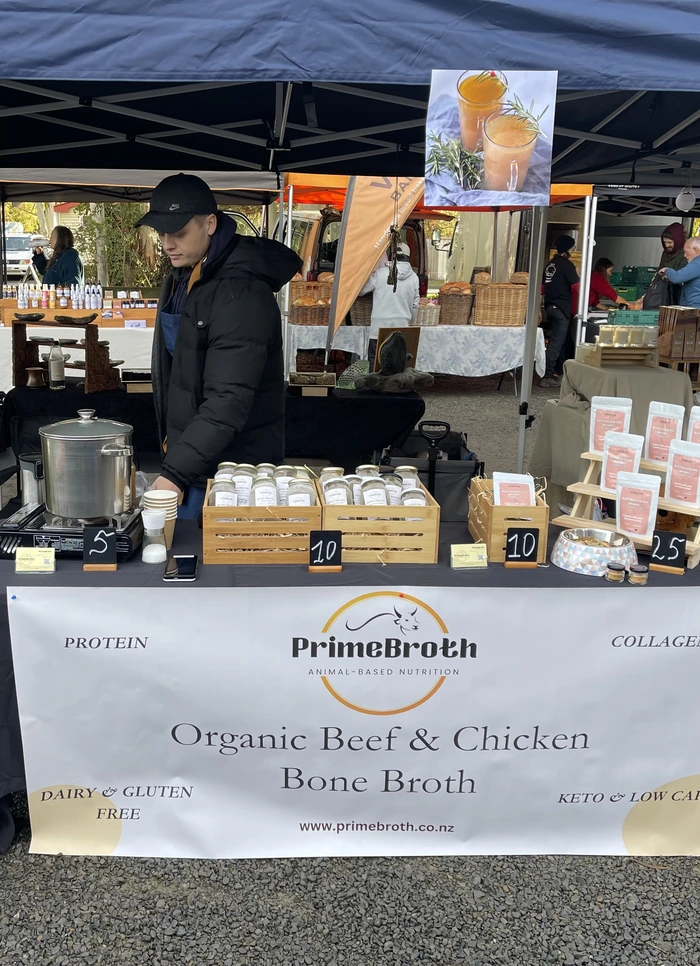 5
10
10
25
PROTEIN
PrimeBroth
COLLAGEN
ANIMAL-BASED NUTRITION
Organic Beef & Chicken
Bone Broth
DAIRY & GLUTEN
FREE
KETO & LOW CA
www.primebroth.co.nz